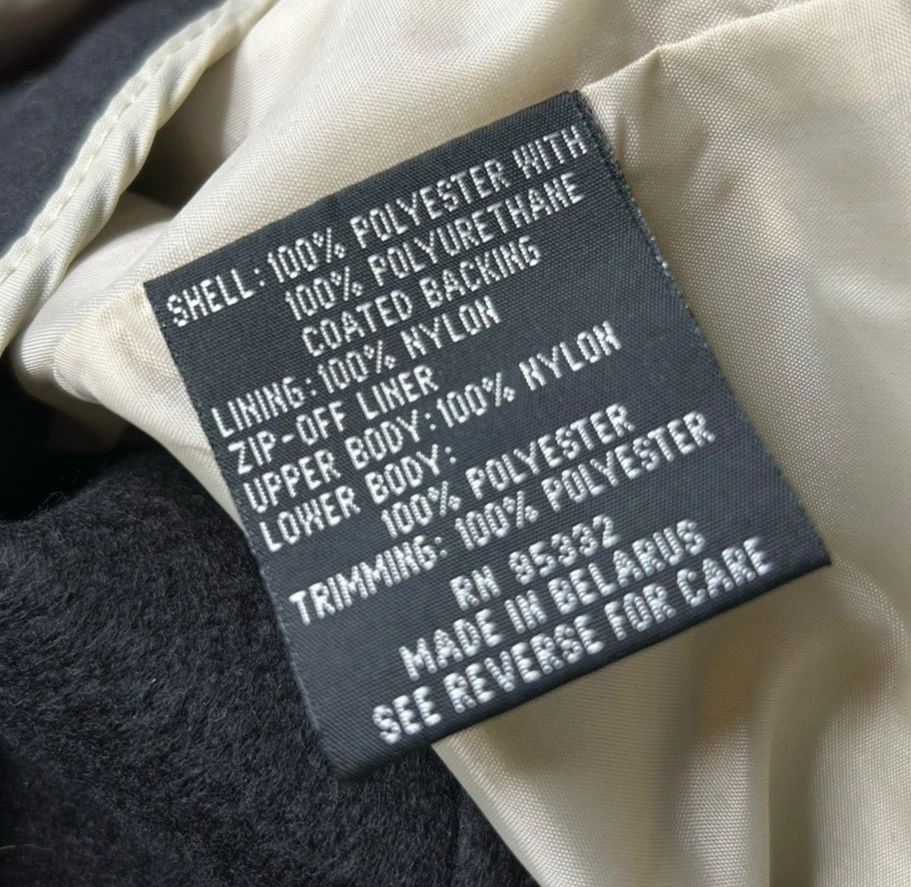 SHELL: 100% POLYESTER WITH
100% POLYURETHANE
COATED BACKING
LINING: 100% NYLON
ZIP-OFF LINER
UPPER BODY: 100% NYLON
LOWER BODY:
100% POLYESTER
TRIMMING: 100% POLYESTER
RN 95332
MADE IN BELARUS
SEE REVERSE FOR CARE